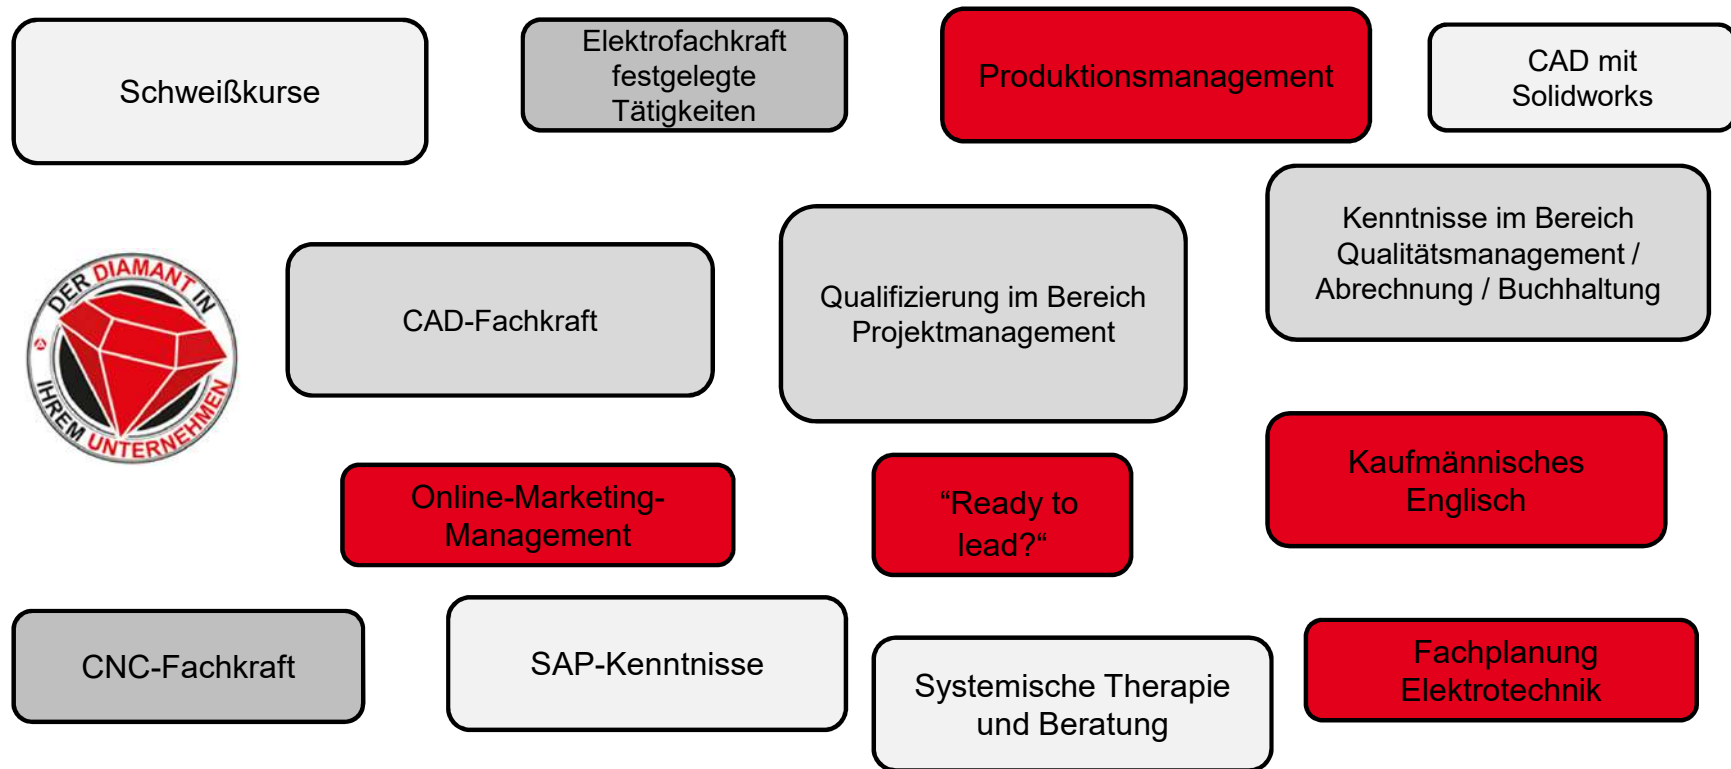 Schweißkurse
Elektrofachkraft
festgelegte
Tätigkeiten
Produktionsmanagement
CAD mit
Solidworks
DER DIAMANT IN
IHREM UNTERNEHMEN
CAD-Fachkraft
Qualifizierung im Bereich
Projektmanagement
Kenntnisse im Bereich
Qualitätsmanagement /
Abrechnung / Buchhaltung
Online-Marketing-
Management
“Ready to
lead?“
Kaufmännisches
Englisch
CNC-Fachkraft
SAP-Kenntnisse
Systemische Therapie
und Beratung
Fachplanung
Elektrotechnik